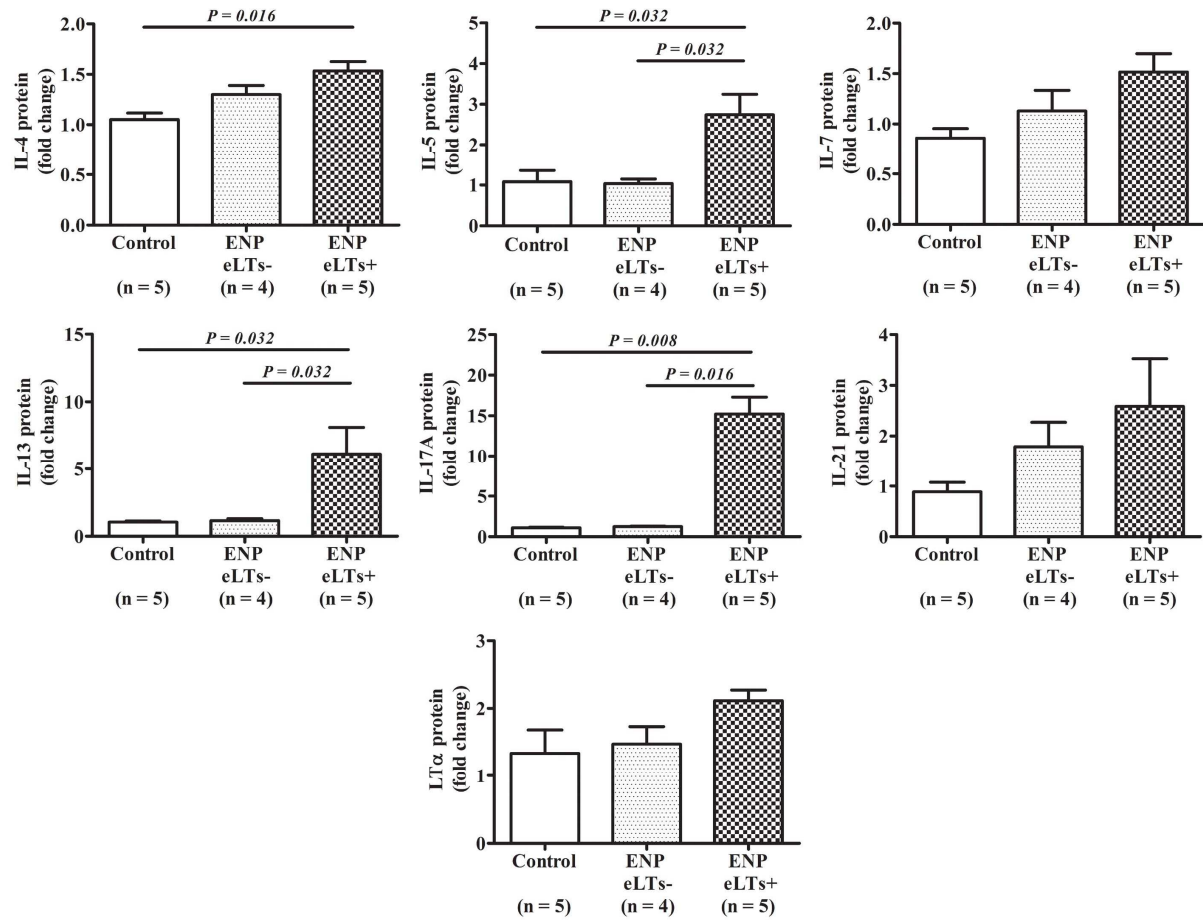 IL-4 protein
(fold change)
2.0
1.5
1.0
0.5
0.0
P = 0.016
Control
ENP
eLTs-
ENP
eLTs+
(n = 5)
(n = 4)
(n = 5)
IL-5 protein
(fold change)
5
4
3
2
1
0
P = 0.032
P = 0.032
Control
ENP
eLTs-
ENP
eLTs+
(n = 5)
(n = 4)
(n = 5)
IL-7 protein
(fold change)
2.0
1.5
1.0
0.5
0.0
Control
ENP
eLTs-
ENP
eLTs+
(n = 5)
(n = 4)
(n = 5)
IL-13 protein
(fold change)
15
10
5
0
P = 0.032
P = 0.032
Control
ENP
eLTs-
ENP
eLTs+
(n = 5)
(n = 4)
(n = 5)
IL-17A protein
(fold change)
25
20
15
10
5
0
P = 0.008
P = 0.016
Control
ENP
eLTs-
ENP
eLTs+
(n = 5)
(n = 4)
(n = 5)
IL-21 protein
(fold change)
4
3
2
1
0
Control
ENP
eLTs-
ENP
eLTs+
(n = 5)
(n = 4)
(n = 5)
LTα protein
(fold change)
3
2
1
0
Control
ENP
eLTs-
ENP
eLTs+
(n = 5)
(n = 4)
(n = 5)